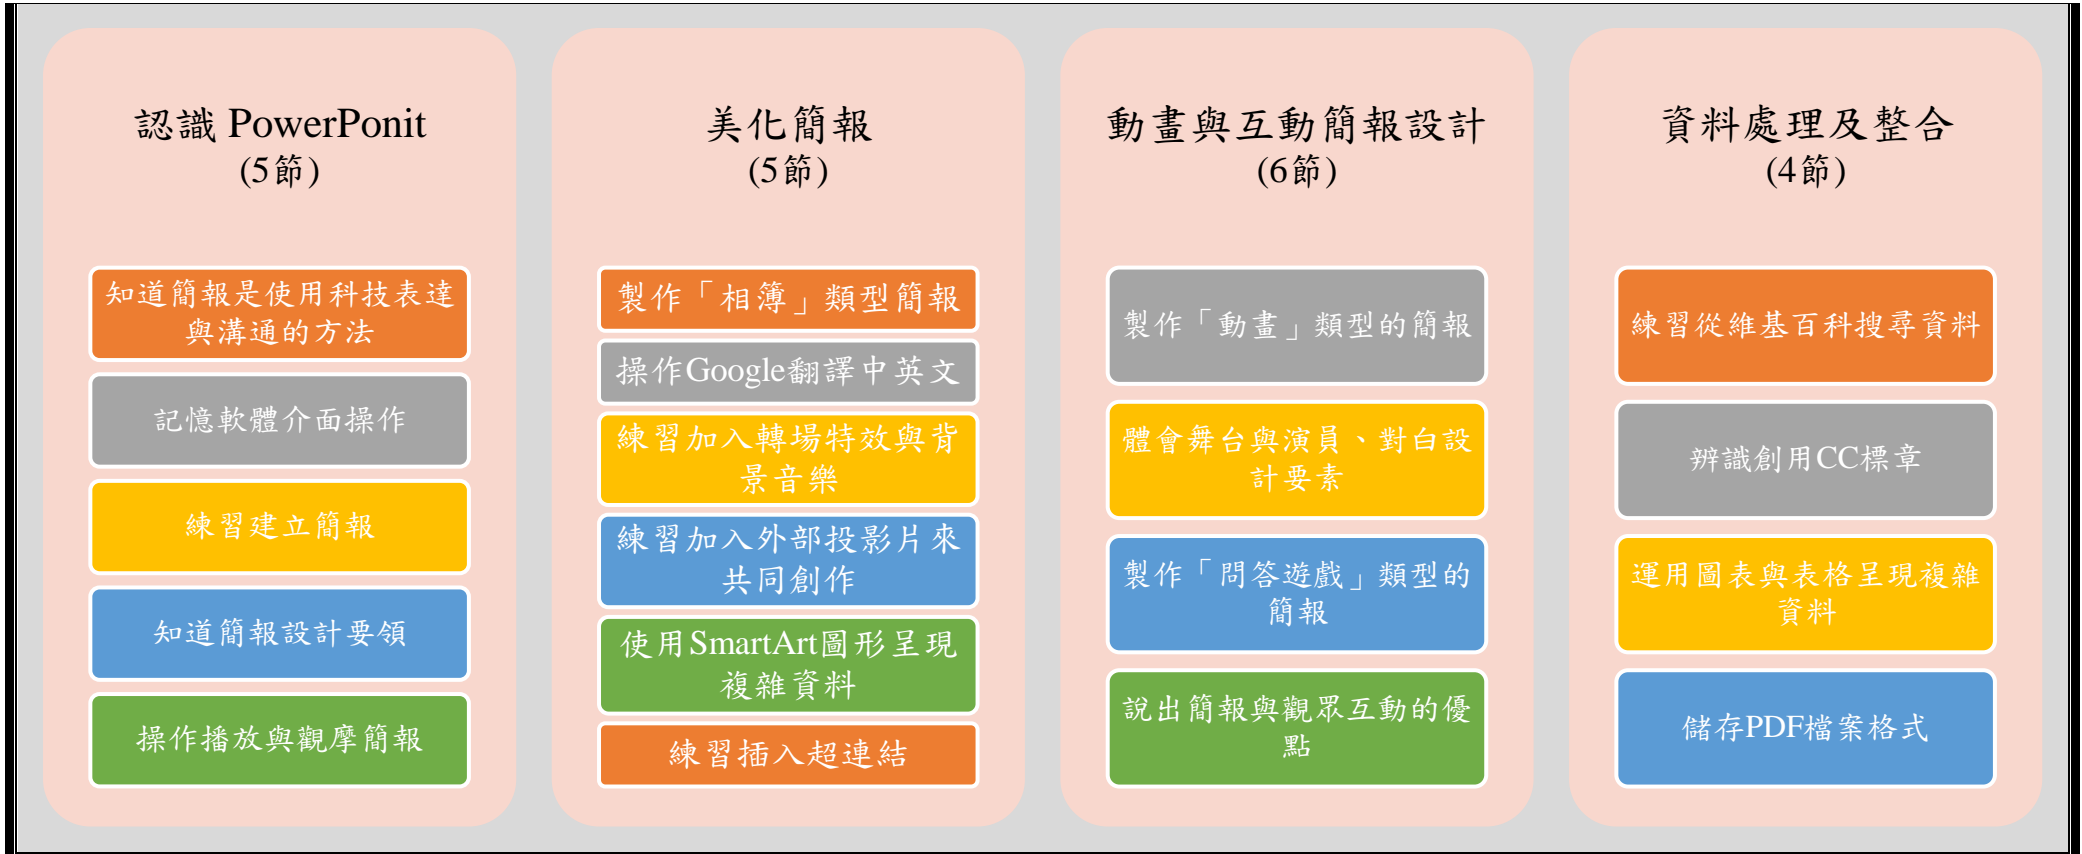 認識 PowerPonit
(5節)
知道簡報是使用科技表達
與溝通的方法
記憶軟體介面操作
練習建立簡報
知道簡報設計要領
操作播放與觀摩簡報
美化簡報
(5節)
製作「相簿」類型簡報
操作Google翻譯中英文
練習加入轉場特效與背
景音樂
練習加入外部投影片來
共同創作
使用SmartArt圖形呈現
複雜資料
練習插入超連結
動畫與互動簡報設計
(6節)
製作「動畫」類型的簡報
體會舞台與演員、對白設
計要素
製作「問答遊戲」類型的
簡報
說出簡報與觀眾互動的優
點
資料處理及整合
(4節)
練習從維基百科搜尋資料
辨識創用CC標章
運用圖表與表格呈現複雜
資料
儲存PDF檔案格式